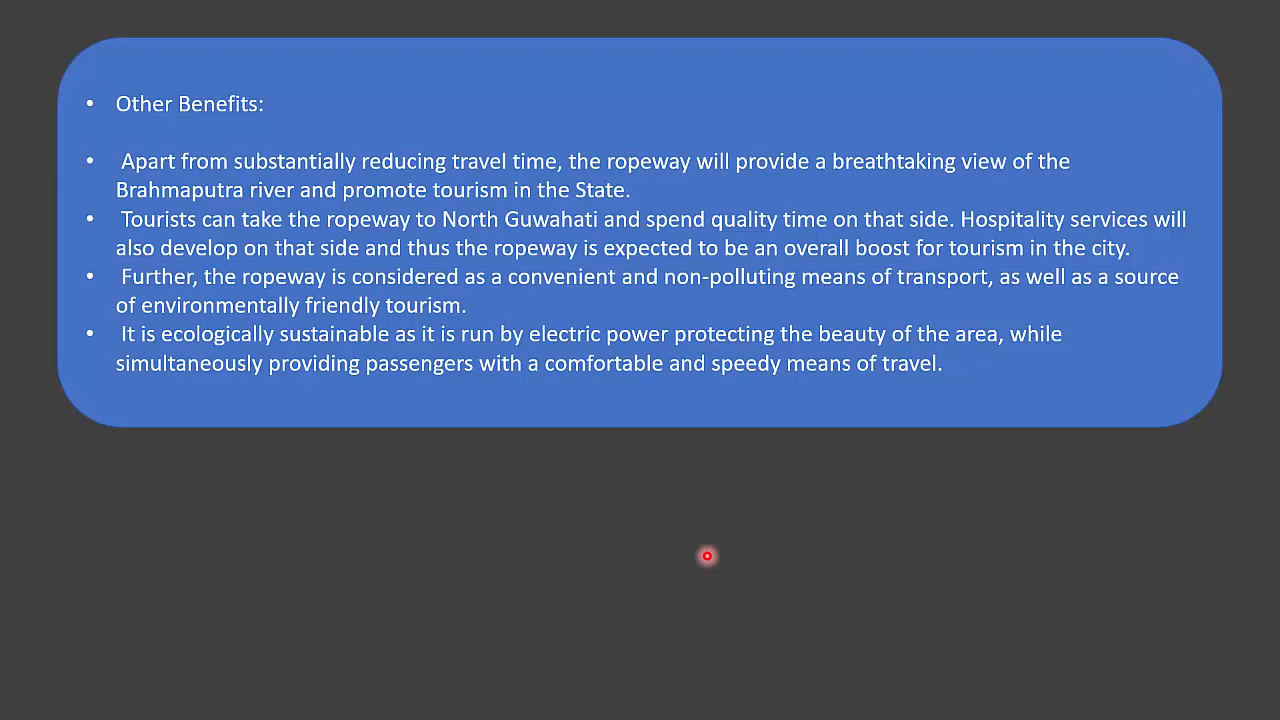 • Other Benefits:
• Apart from substantially reducing travel time, the ropeway will provide a breathtaking view of the
Brahmaputra river and promote tourism in the State.
• Tourists can take the ropeway to North Guwahati and spend quality time on that side. Hospitality services will
also develop on that side and thus the ropeway is expected to be an overall boost for tourism in the city.
• Further, the ropeway is considered as a convenient and non-polluting means of transport, as well as a source
of environmentally friendly tourism.
• It is ecologically sustainable as it is run by electric power protecting the beauty of the area, while
simultaneously providing passengers with a comfortable and speedy means of travel.